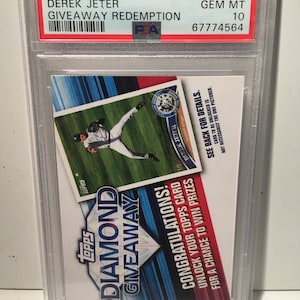 DEREK JETER
GEM MT
GIVEAWAY REDEMPTION
10
PSA
67774564
topps
DIAMOND
GIVEAWAY
CONGRATULATIONS!
UNLOCK YOUR TOPPS CARD
FOR A CHANCE TO WIN PRIZES
SEE BACK FOR DETAILS.
topps